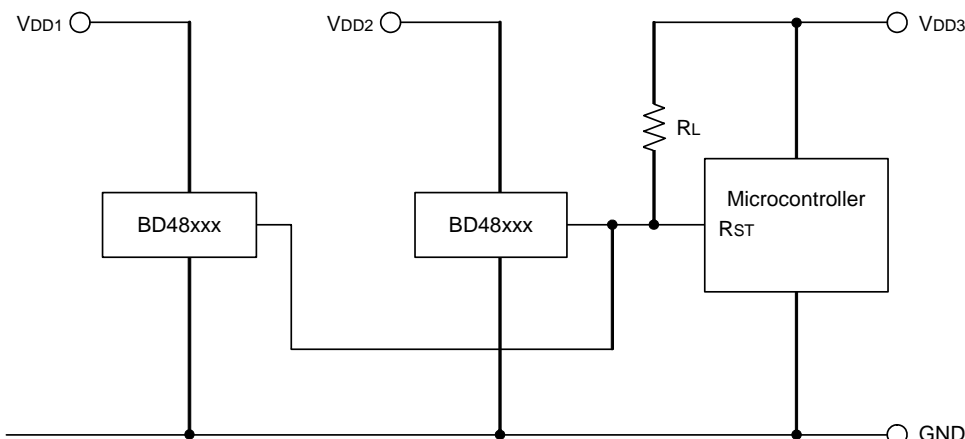 VDD1
VDD2
VDD3
RL
BD48xxx
BD48xxx
Microcontroller
RST
GND